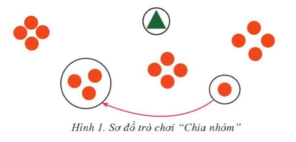 Hình 1. Sơ đồ trò chơi “Chia nhóm”